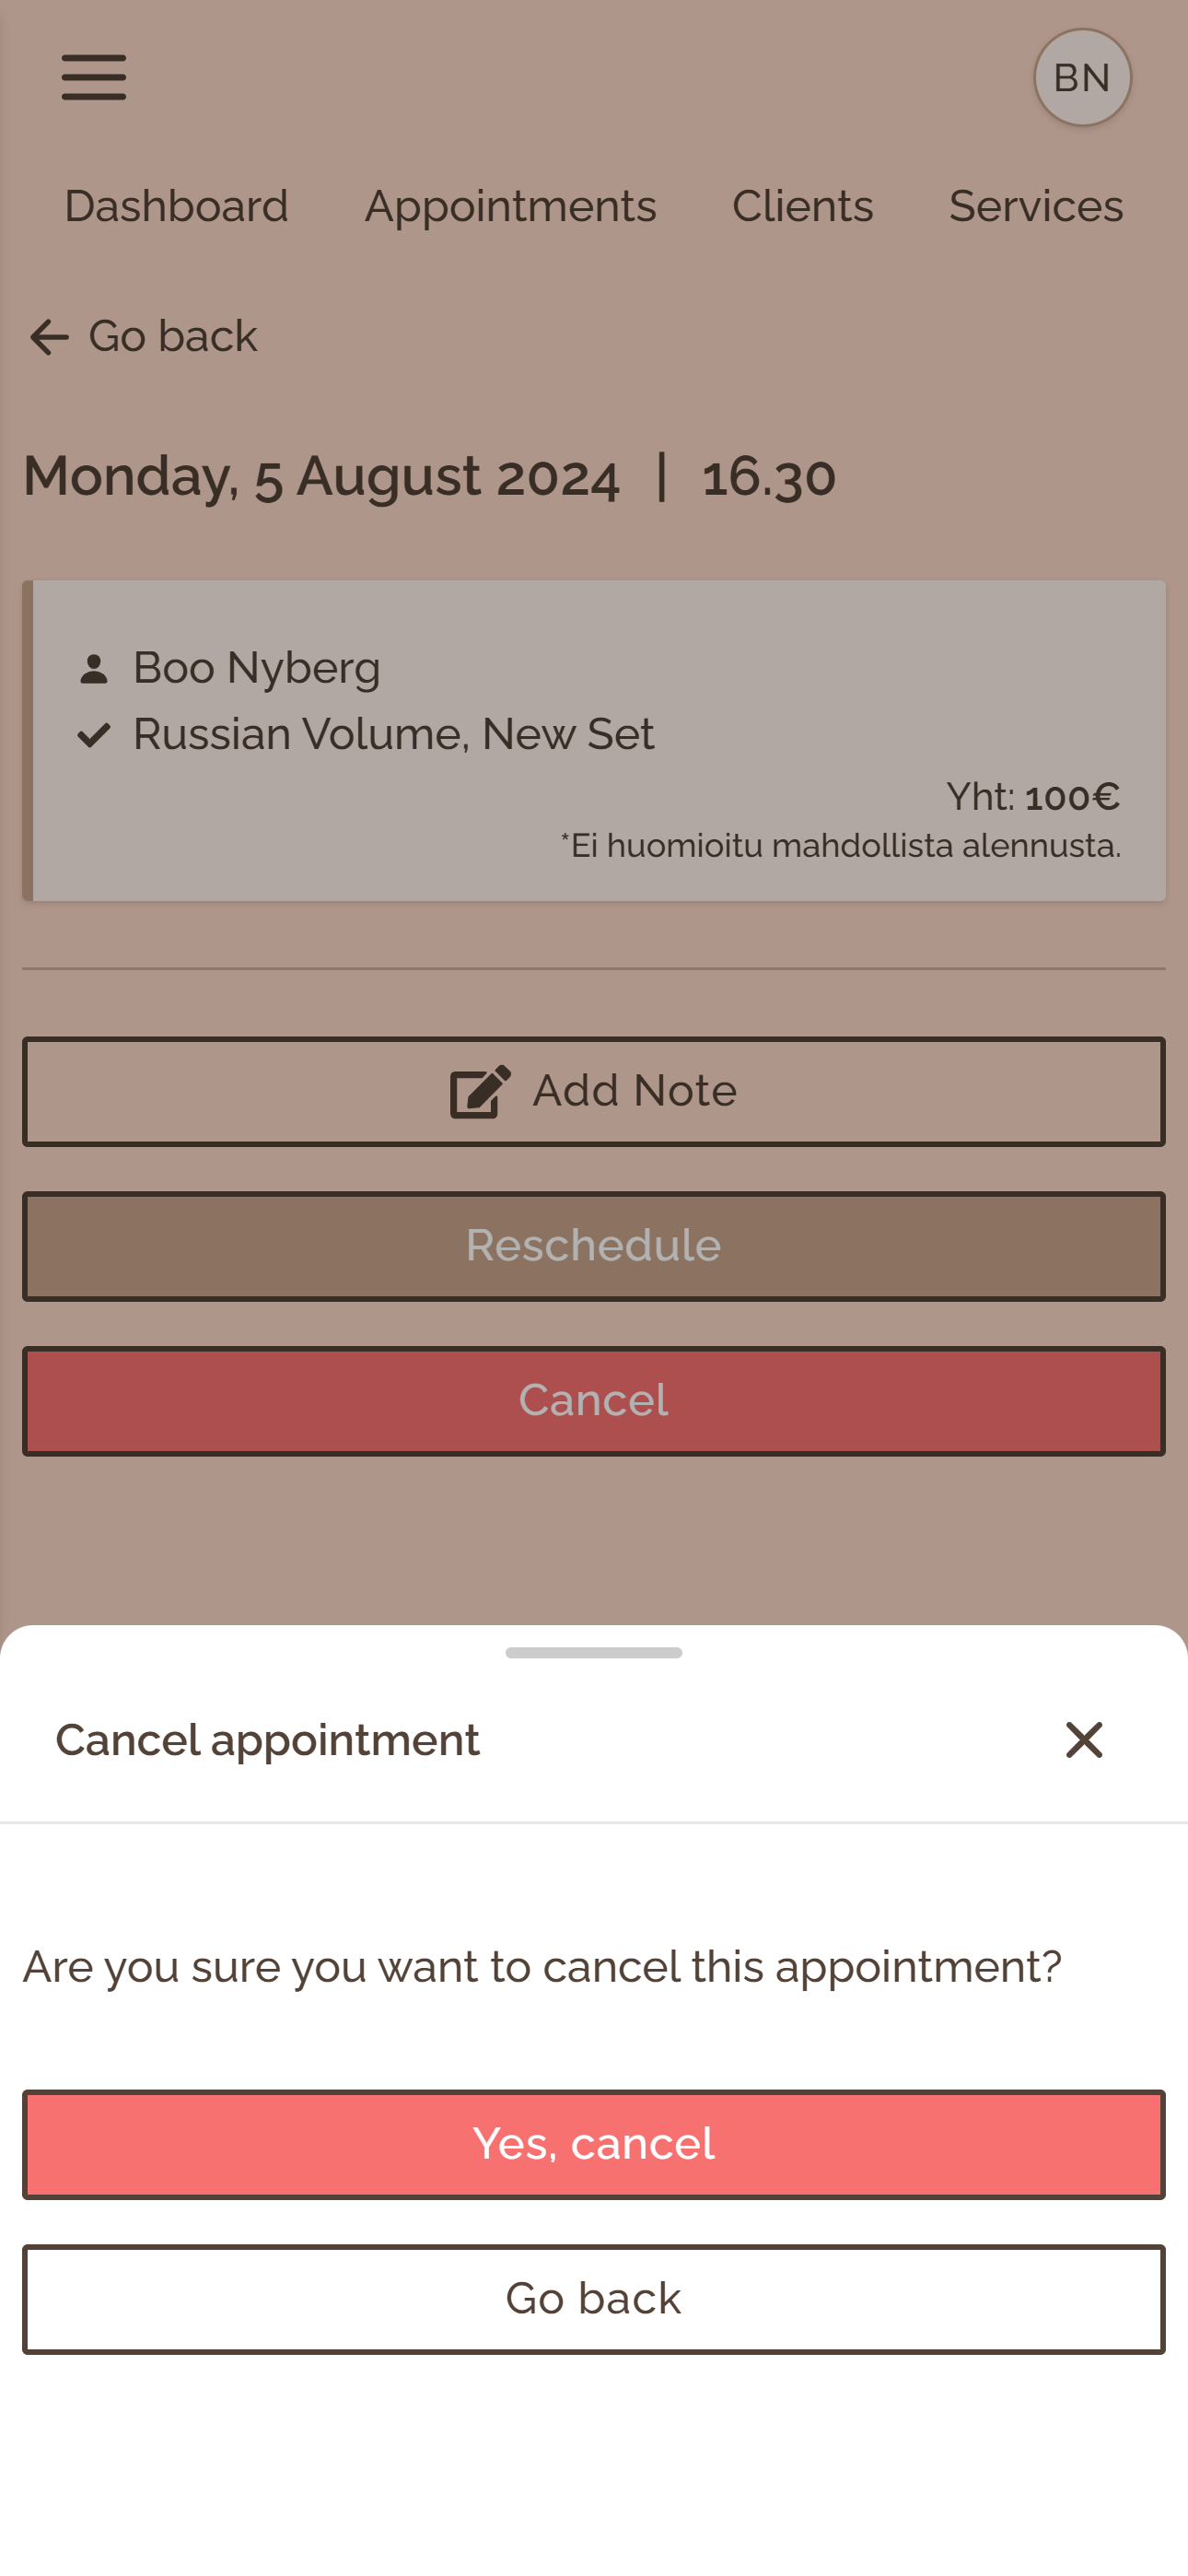 BN
Dashboard Appointments Clients Services
Go back
Monday, 5 August 2024 | 16.30
Boo Nyberg
Russian Volume, New Set
Yht: 100€
*Ei huomioitu mahdollista alennusta.
Add Note
Reschedule
Cancel
Cancel appointment
Are you sure you want to cancel this appointment?
Yes, cancel
Go back